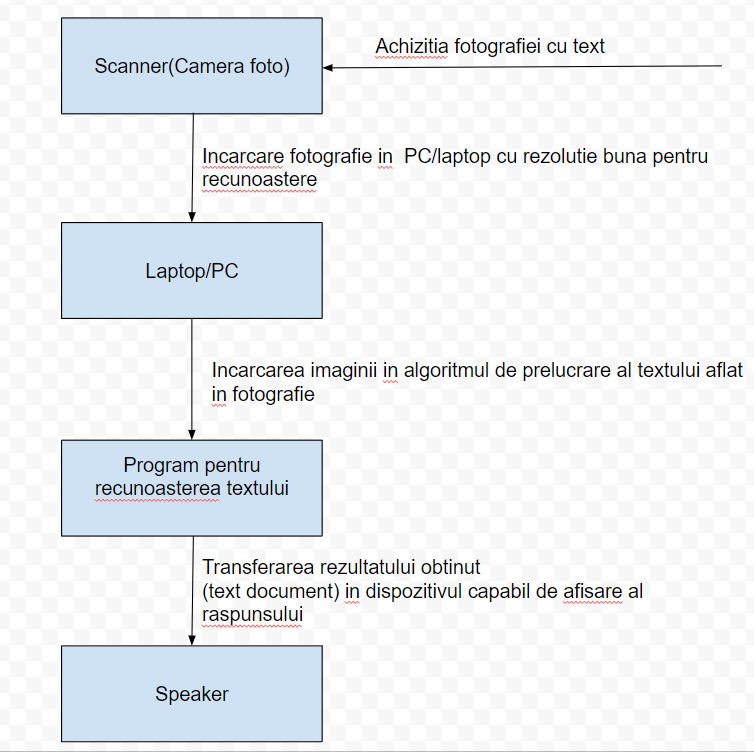 Achizitia fotografiei cu text
Scanner(Camera foto)
Incarcare fotografie in  PC/laptop cu rezolutie buna pentru
recunoastere
Laptop/PC
Incarcarea imaginii in algoritmul de prelucrare al textului aflat
in fotografie
Program pentru
recunoasterea textului
Transferarea rezultatului obtinut
(text document) in dispozitivul capabil de afisare al
raspunsului
Speaker